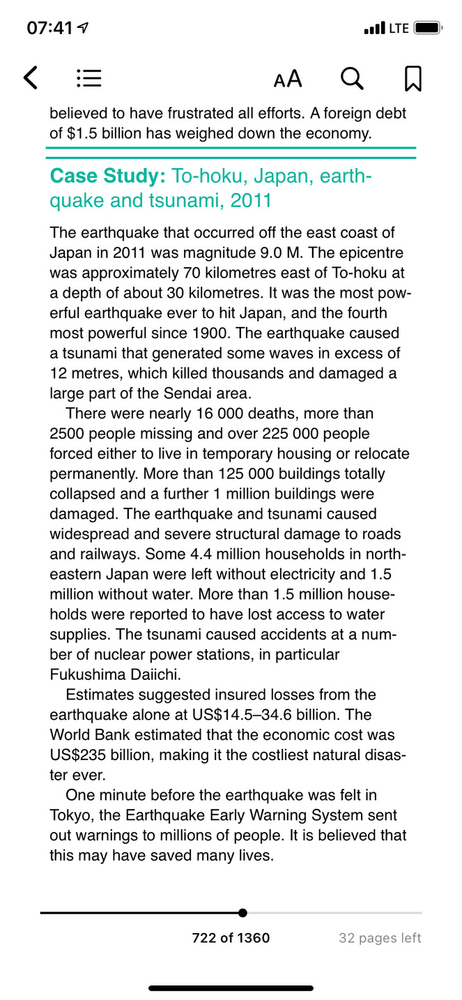 07:41
LTE
AA
believed to have frustrated all efforts. A foreign debt
of $1.5 billion has weighed down the economy.
Case Study: To-hoku, Japan, earth-
quake and tsunami, 2011
The earthquake that occurred off the east coast of
Japan in 2011 was magnitude 9.0 M. The epicentre
was approximately 70 kilometres east of To-hoku at
a depth of about 30 kilometres. It was the most pow-
erful earthquake ever to hit Japan, and the fourth
most powerful since 1900. The earthquake caused
a tsunami that generated some waves in excess of
12 metres, which killed thousands and damaged a
large part of the Sendai area.
There were nearly 16 000 deaths, more than
2500 people missing and over 225 000 people
forced either to live in temporary housing or relocate
permanently. More than 125 000 buildings totally
collapsed and a further 1 million buildings were
damaged. The earthquake and tsunami caused
widespread and severe structural damage to roads
and railways. Some 4.4 million households in north-
eastern Japan were left without electricity and 1.5
million without water. More than 1.5 million house-
holds were reported to have lost access to water
supplies. The tsunami caused accidents at a num-
ber of nuclear power stations, in particular
Fukushima Daiichi.
Estimates suggested insured losses from the
earthquake alone at US$14.5–34.6 billion. The
World Bank estimated that the economic cost was
US$235 billion, making it the costliest natural disas-
ter ever.
One minute before the earthquake was felt in
Tokyo, the Earthquake Early Warning System sent
out warnings to millions of people. It is believed that
this may have saved many lives.
722 of 1360
32 pages left